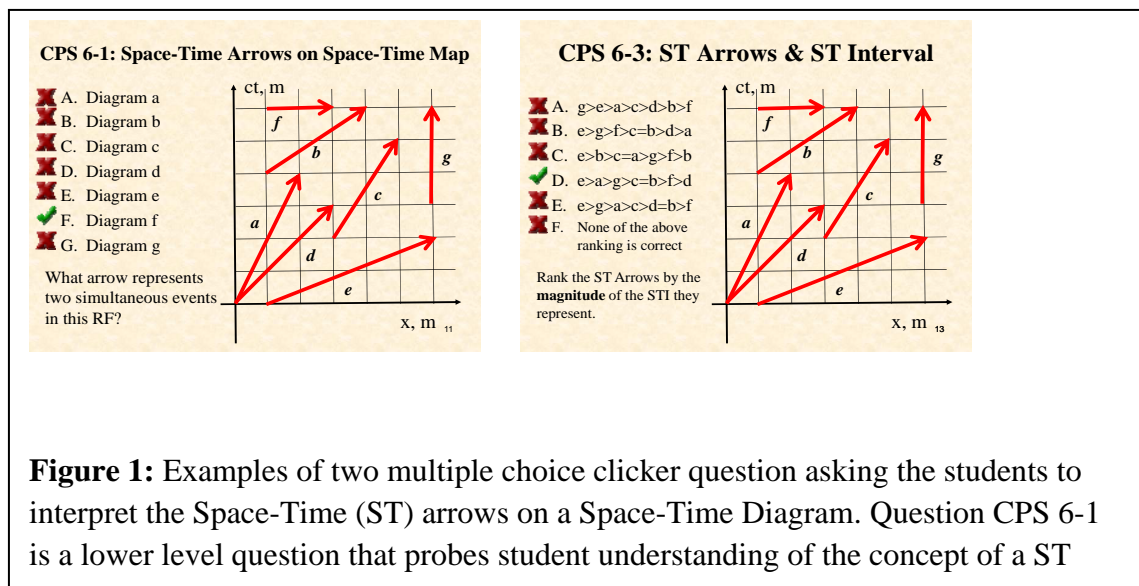 CPS 6-1: Space-Time Arrows on Space-Time Map
A. Diagram a
B. Diagram b
C. Diagram c
D. Diagram d
E. Diagram e
F. Diagram f
G. Diagram g
What arrow represents
two simultaneous events
in this RF?
ct, m
f
b
g
a
c
d
e
x, m
11
CPS 6-3: ST Arrows & ST Interval
A. g>e>a>c>d>b>f
B. e>g>f>c=b>d>a
C. e>b>c=a>g>f>b
D. e>a>g>c=b>f>d
E. e>g>a>c>d=b>f
F. None of the above
ranking is correct
Rank the ST Arrows by the
magnitude of the STI they
represent.
ct, m
f
b
g
a
c
d
e
x, m
13
Figure 1: Examples of two multiple choice clicker question asking the students to
interpret the Space-Time (ST) arrows on a Space-Time Diagram. Question CPS 6-1
is a lower level question that probes student understanding of the concept of a ST